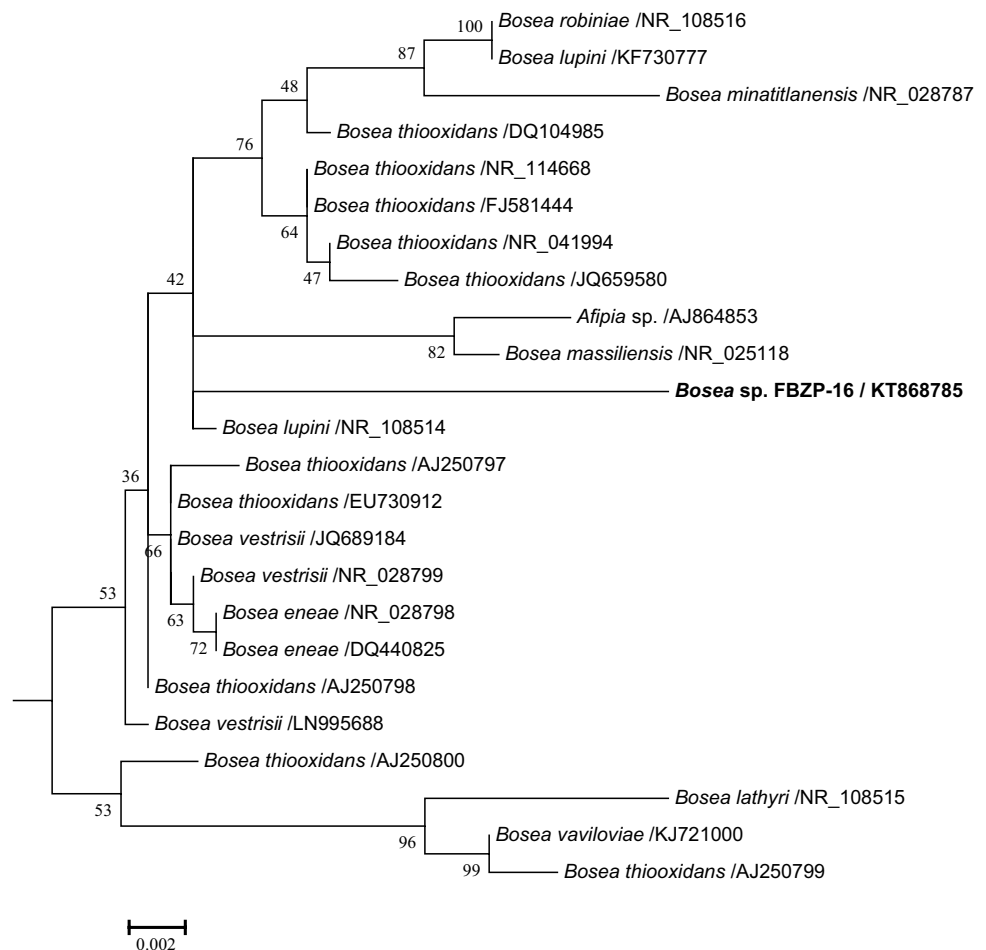 100
Bosea robiniae /NR_108516
Bosea lupini /KF730777
87
Bosea minatitlanensis /NR_028787
48
Bosea thiooxidans /DQ104985
76
Bosea thiooxidans /NR_114668
Bosea thiooxidans /FJ581444
64
Bosea thiooxidans /NR_041994
47
Bosea thiooxidans /JQ659580
42
Afipia sp. /AJ864853
82
Bosea massiliensis /NR_025118
Bosea sp. FBZP-16 / KT868785
Bosea lupini /NR_108514
36
Bosea thiooxidans /AJ250797
Bosea thiooxidans /EU730912
66
Bosea vestrisii /JQ689184
Bosea vestrisii /NR_028799
63
Bosea eneae /NR_028798
72
Bosea eneae /DQ440825
53
Bosea thiooxidans /AJ250798
Bosea vestrisii /LN995688
Bosea thiooxidans /AJ250800
53
Bosea lathyri /NR_108515
96
Bosea vaviloviae /KJ721000
99
Bosea thiooxidans /AJ250799
0.002